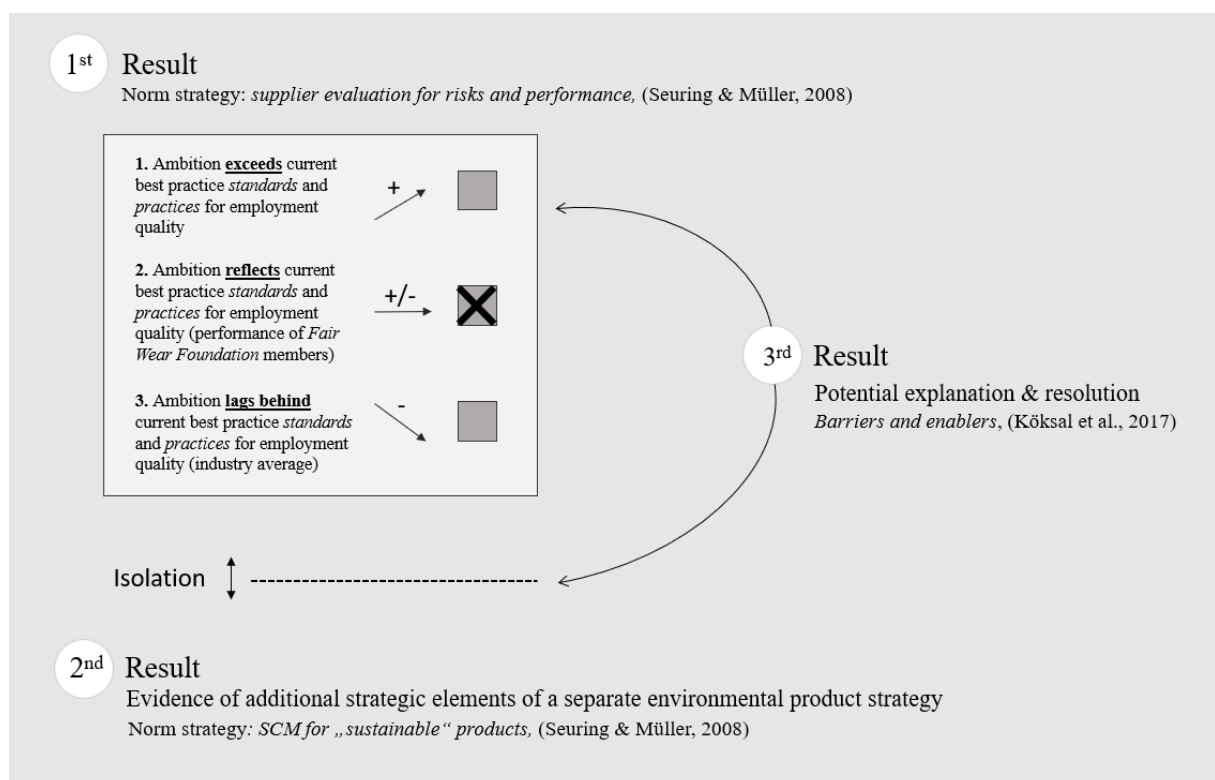 1st Result
Norm strategy: supplier evaluation for risks and performance, (Seuring & Müller, 2008)
1. Ambition exceeds current
best practice standards and
practices for employment
quality
+
2. Ambition reflects current
best practice standards and
practices for employment
quality (performance of Fair
Wear Foundation members)
+/-
3. Ambition lags behind
current best practice standards
and practices for employment
quality (industry average)
-
3rd Result
Potential explanation & resolution
Barriers and enablers, (Köksal et al., 2017)
Isolation
2nd Result
Evidence of additional strategic elements of a separate environmental product strategy
Norm strategy: SCM for „sustainable“ products, (Seuring & Müller, 2008)